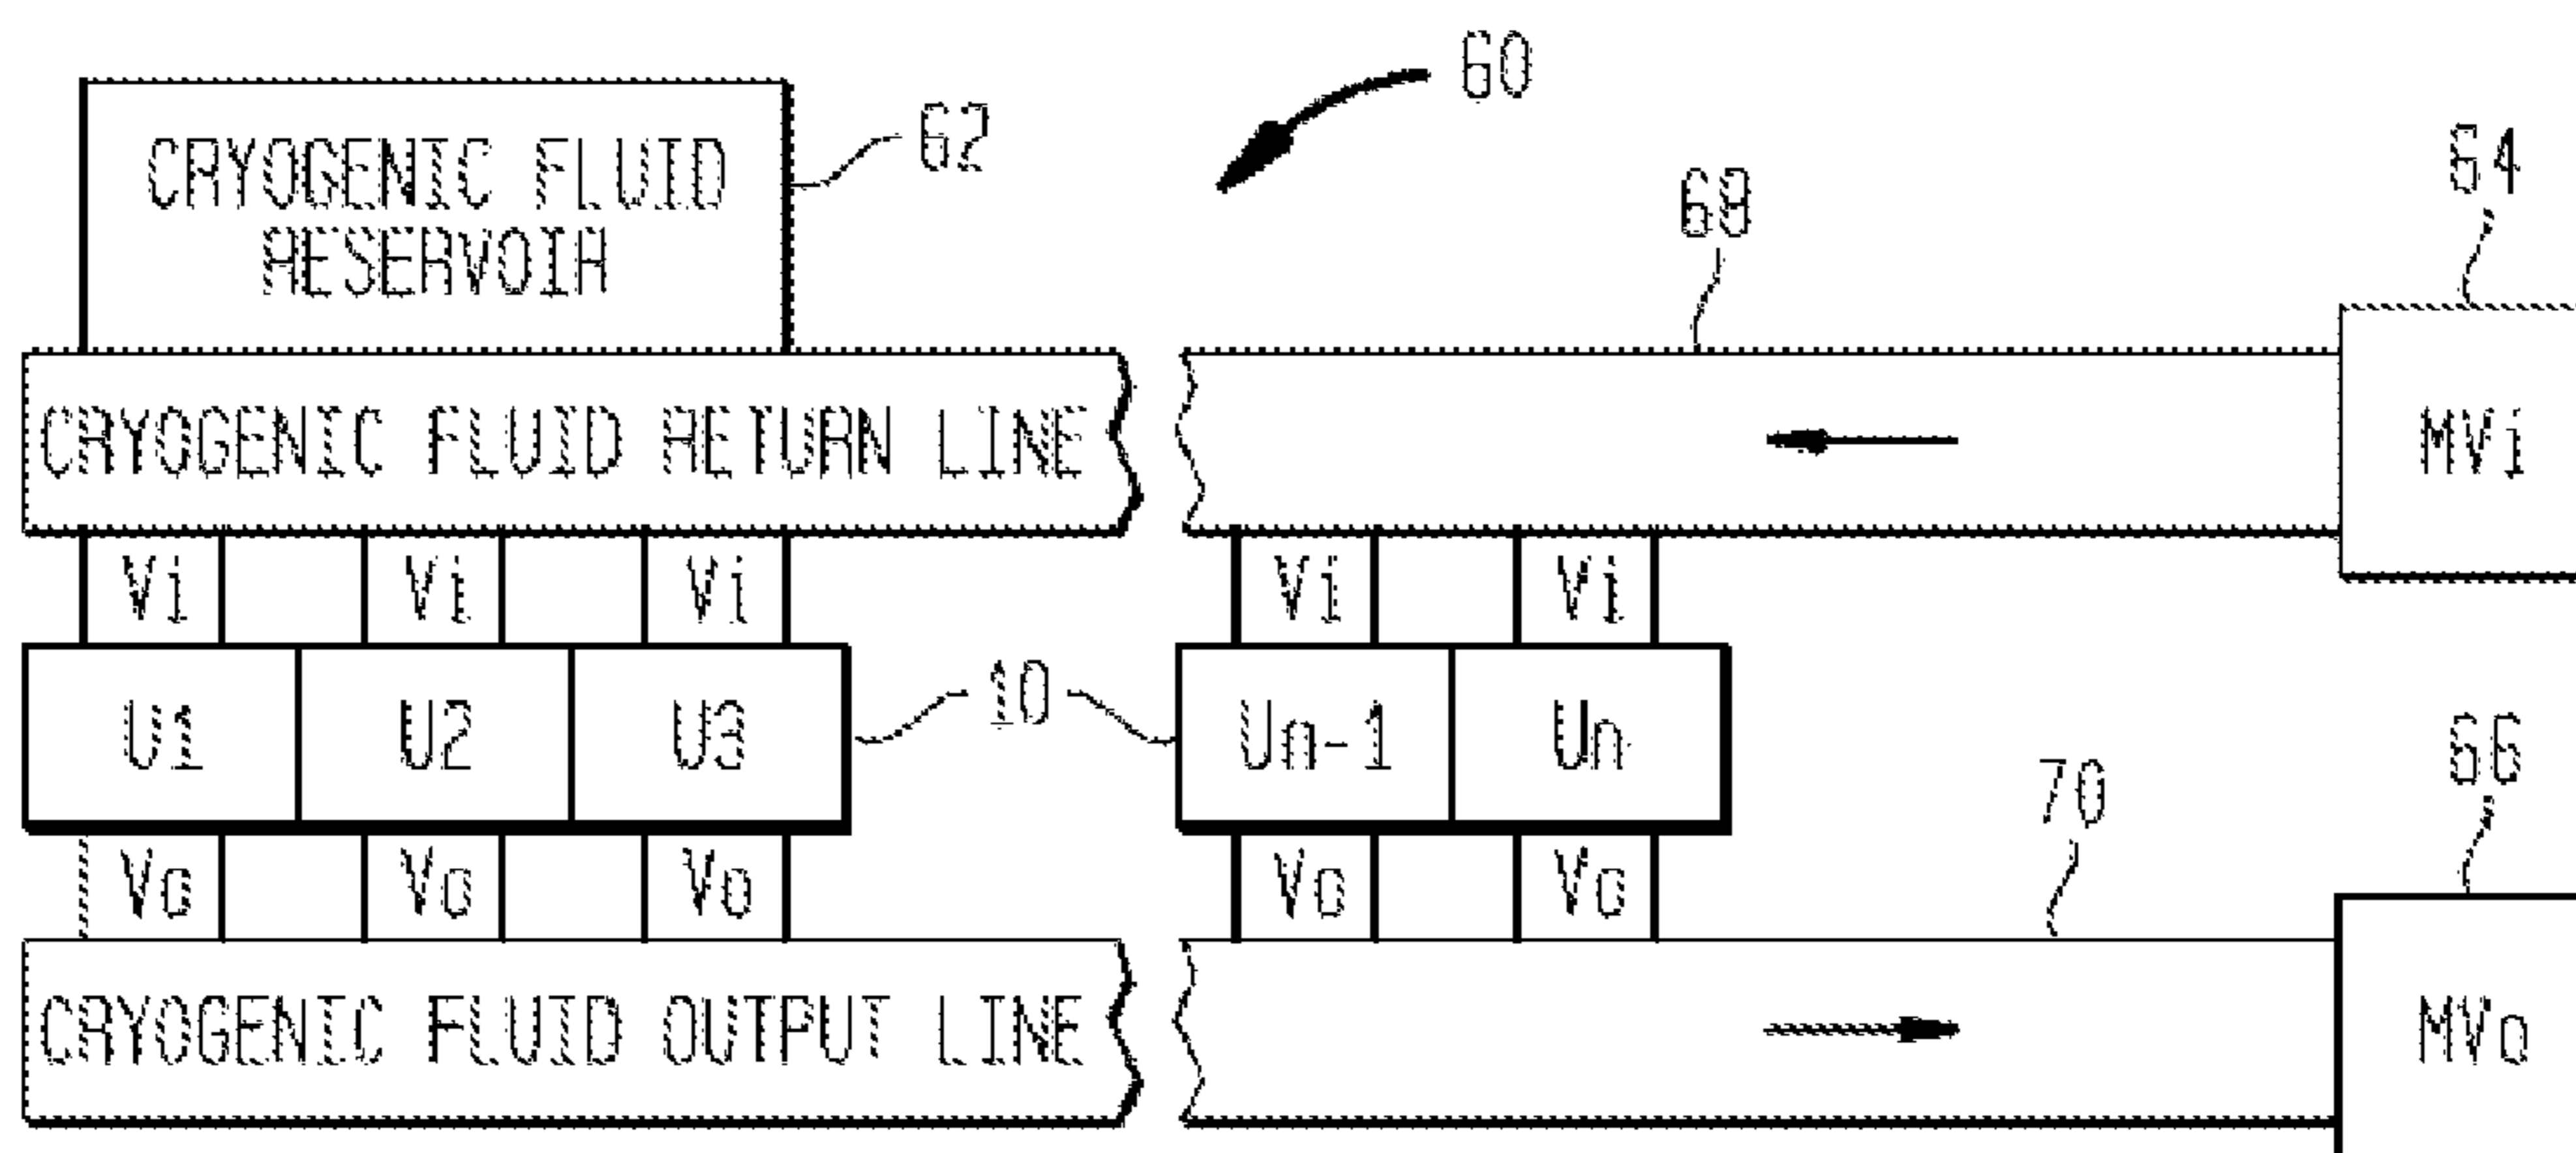 60
CRYOGENIC FLUID
RESERVOIR
62
64
68
CRYOGENIC FLUID RETURN LINE
MVi
Vi Vi Vi Vi Vi
U1 U2 U3 10 Un-1 Un
66
70
Vo Vo Vo Vo Vo
CRYOGENIC FLUID OUTPUT LINE
MVo